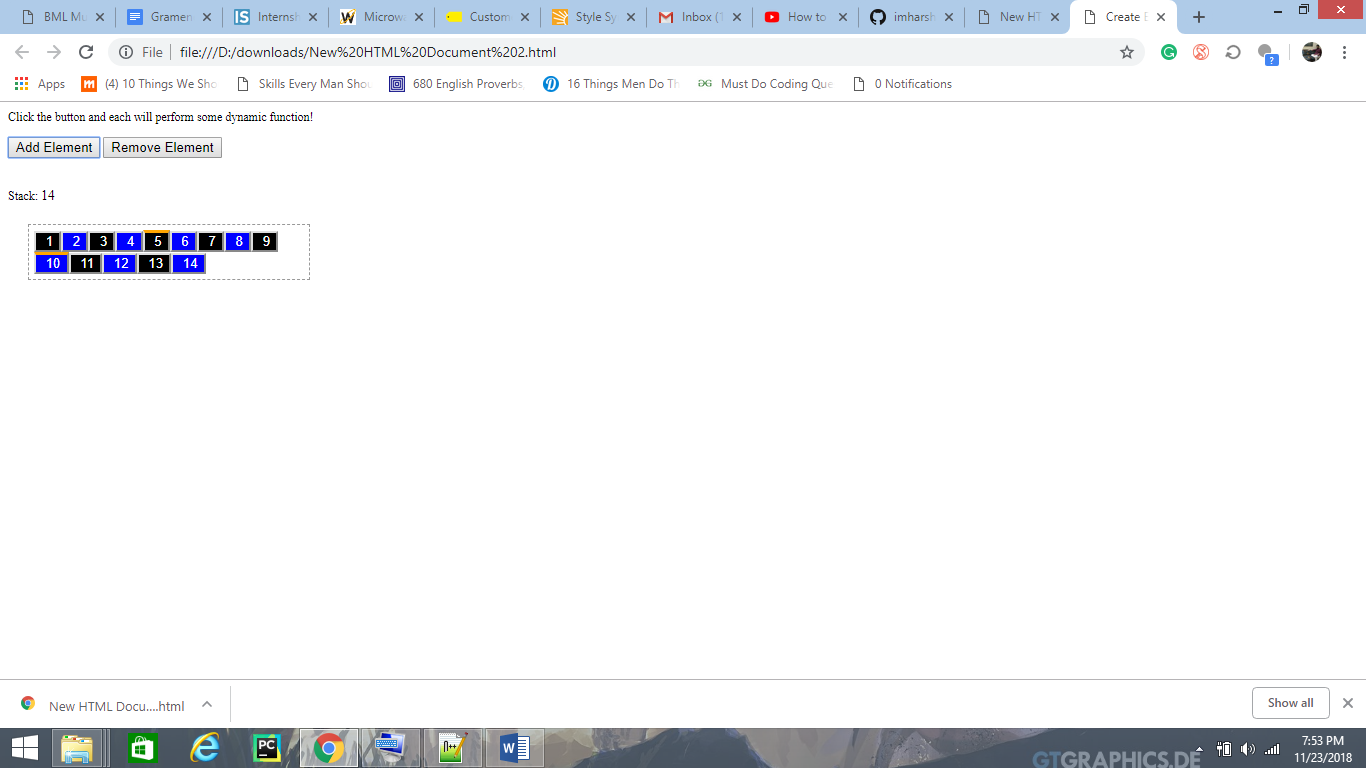 BML Mu
Gramen
Internsh
Microwa
Custom
Style Sy
Inbox (1
How to
imharsh
New HT
Create E
File
file:///D:/downloads/New%20HTML%20Document%202.html
Apps
(4) 10 Things We Sho
Skills Every Man Shou
680 English Proverbs,
16 Things Men Do Th
Must Do Coding Que
0 Notifications
Click the button and each will perform some dynamic function!
Add Element Remove Element
Stack: 14
1 2 3 4 5 6 7 8 9
10 11 12 13 14
New HTML Docu....html
Show all
7:53 PM
11/23/2018
GTGRAPHICS.DE